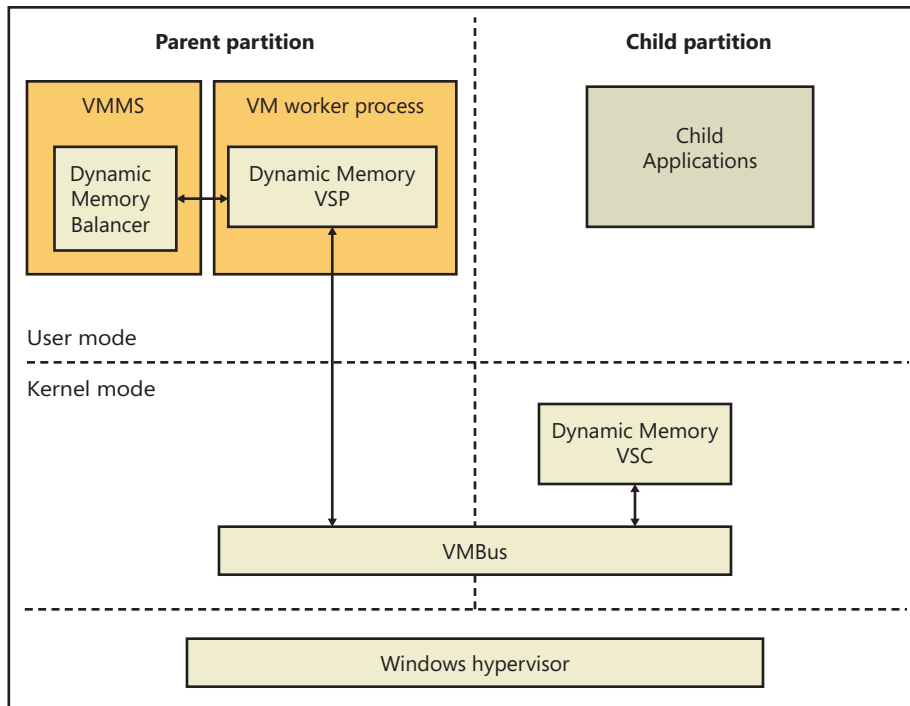 Parent partition
Child partition
VMMS
VM worker process
Dynamic
Memory
Balancer
Dynamic Memory
VSP
Child
Applications
User mode
Kernel mode
Dynamic Memory
VSC
VMBus
Windows hypervisor